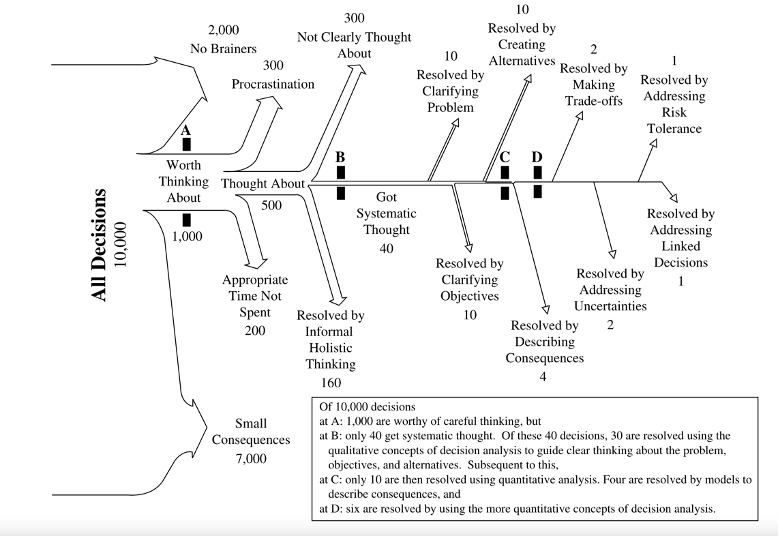 All Decisions
10,000
2,000
No Brainers
300
Procrastination
300
Not Clearly Thought
About
10
Resolved by
Clarifying
Problem
10
Resolved by
Creating
Alternatives
2
Resolved by
Making
Trade-offs
1
Resolved by
Addressing
Risk
Tolerance
A
Worth
Thinking
About
1,000
Thought About
500
B
Got
Systematic
Thought
40
C
D
Appropriate
Time Not
Spent
200
Resolved by
Informal
Holistic
Thinking
160
Resolved by
Clarifying
Objectives
10
Resolved by
Describing
Consequences
4
Resolved by
Addressing
Uncertainties
2
Resolved by
Addressing
Linked
Decisions
1
Small
Consequences
7,000
Of 10,000 decisions
at A: 1,000 are worthy of careful thinking, but
at B: only 40 get systematic thought. Of these 40 decisions, 30 are resolved using the
qualitative concepts of decision analysis to guide clear thinking about the problem,
objectives, and alternatives. Subsequent to this,
at C: only 10 are then resolved using quantitative analysis. Four are resolved by models to
describe consequences, and
at D: six are resolved by using the more quantitative concepts of decision analysis.